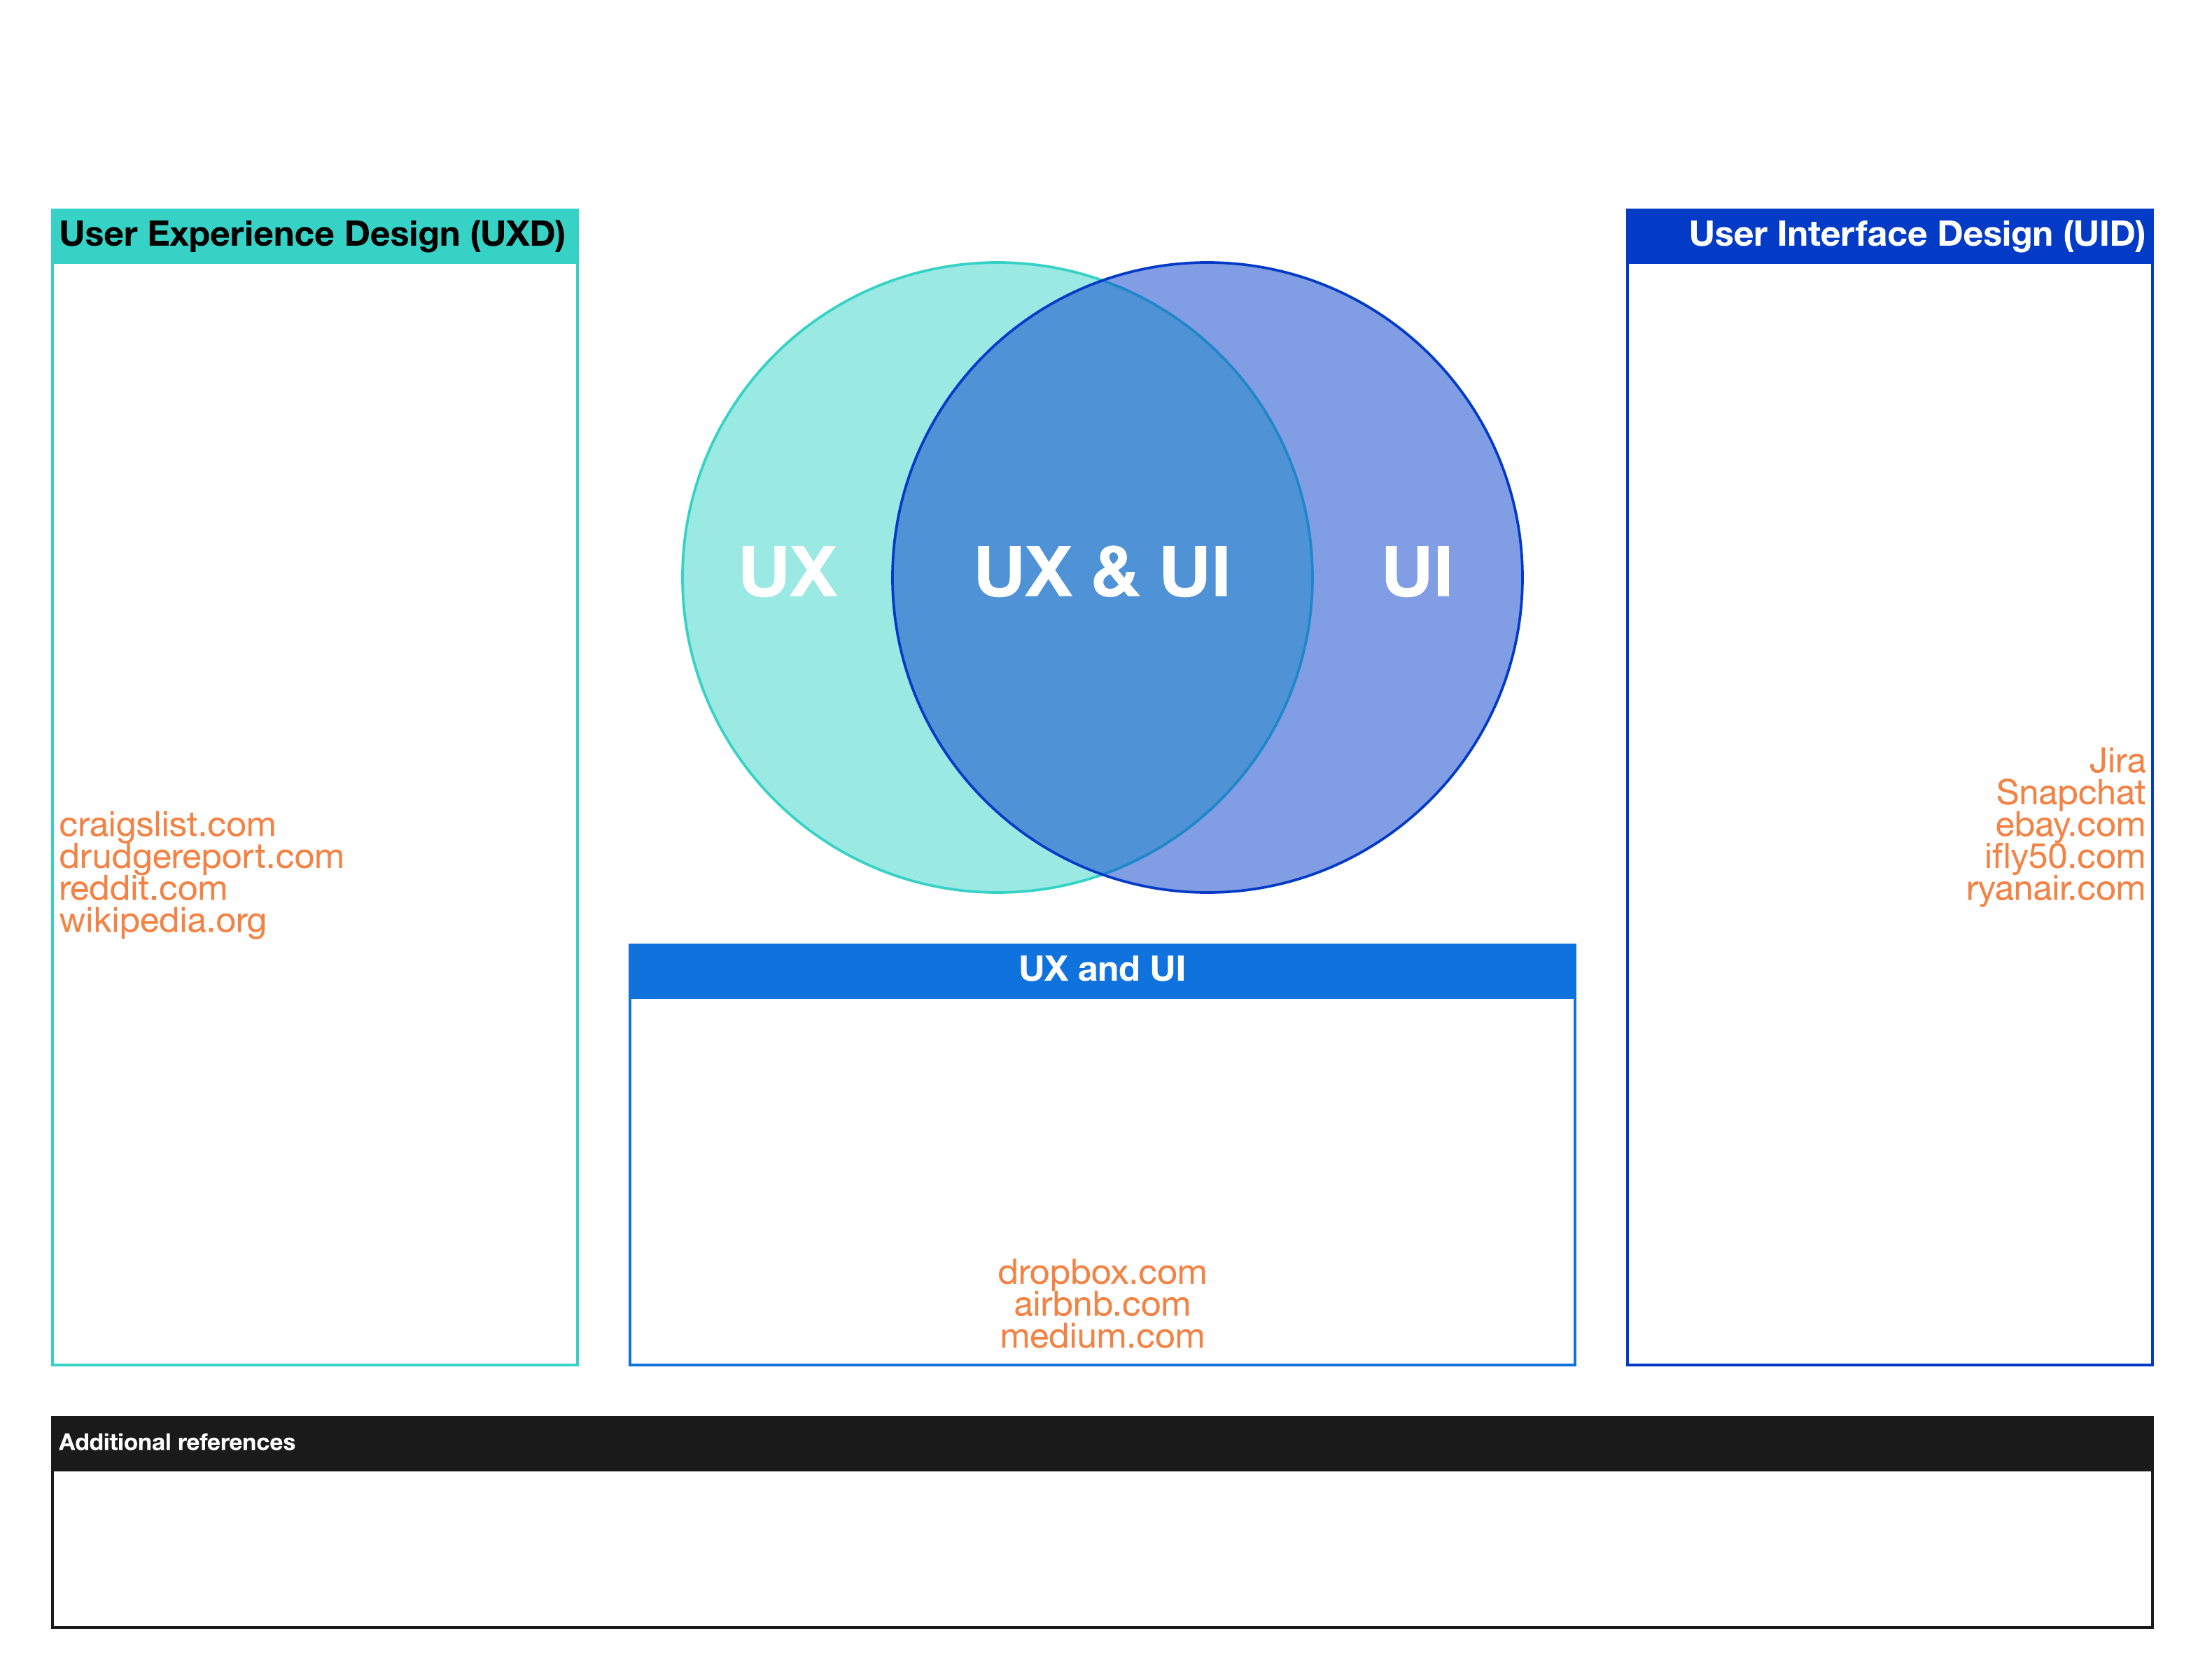 User Experience Design (UXD)
User Interface Design (UID)
UX
UX & UI
UI
craigslist.com
drudgereport.com
reddit.com
wikipedia.org
Jira
Snapchat
ebay.com
ifly50.com
ryanair.com
UX and UI
dropbox.com
airbnb.com
medium.com
Additional references